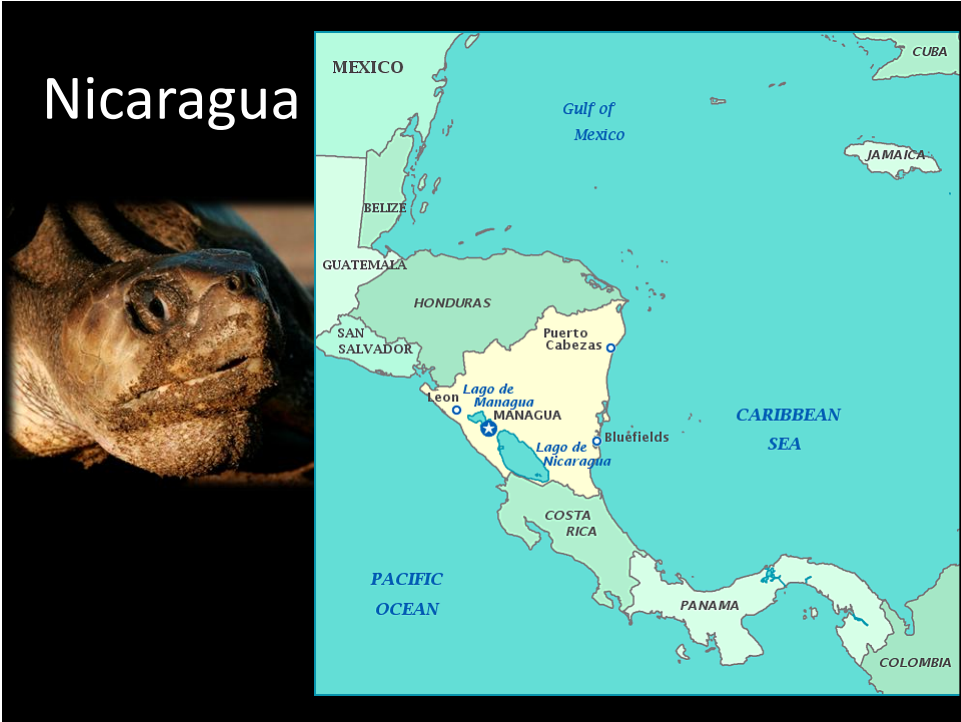 Nicaragua
MEXICO
CUBA
Gulf of
Mexico
JAMAICA
BELIZE
GUATEMALA
HONDURAS
SAN
SALVADOR
Puerto
Cabezas
Leon
Lago de
Managua
MANAGUA
Bluefields
Lago de
Nicaragua
CARIBBEAN
SEA
COSTA
RICA
PACIFIC
OCEAN
PANAMA
COLOMBIA